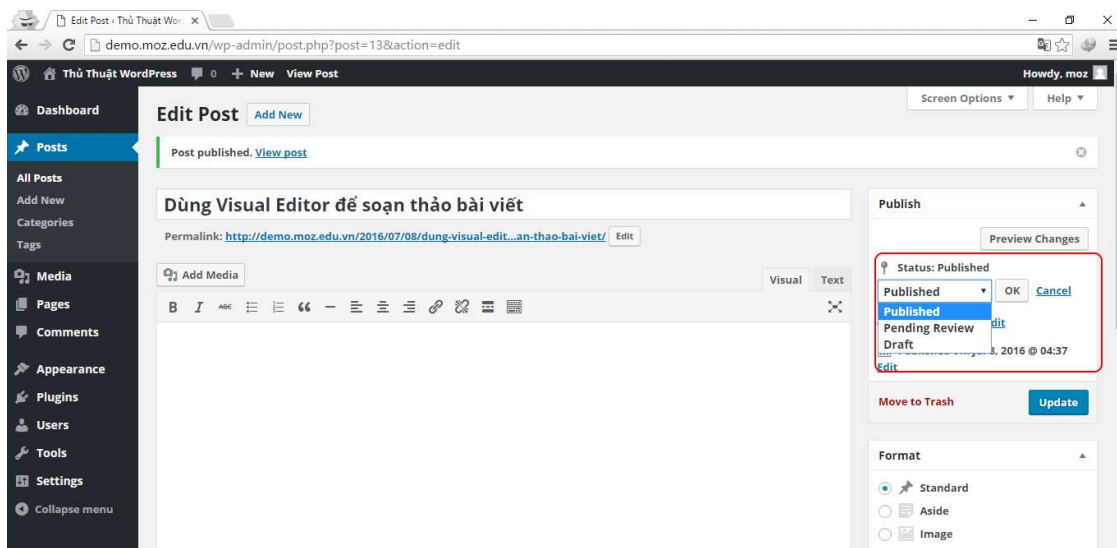 Edit Post ‹ Thủ Thuật Wor
demo.moz.edu.vn/wp-admin/post.php?post=13&action=edit
Thủ Thuật WordPress 0 + New View Post Howdy, moz
Screen Options Help
Dashboard
Edit Post Add New
Posts
Post published. View post
All Posts
Add New
Categories
Tags
Dùng Visual Editor để soạn thảo bài viết
Permalink: http://demo.moz.edu.vn/2016/07/08/dung-visual-edit...an-thao-bai-viet/ Edit
Media
Pages
Comments
Appearance
Plugins
Users
Tools
Settings
Collapse menu
Add Media
Visual Text
B I ABC
Publish
Preview Changes
Status: Published
Published OK Cancel
Published
Pending Review
Draft
2016 @ 04:37
Edit
Move to Trash Update
Format
Standard
Aside
Image